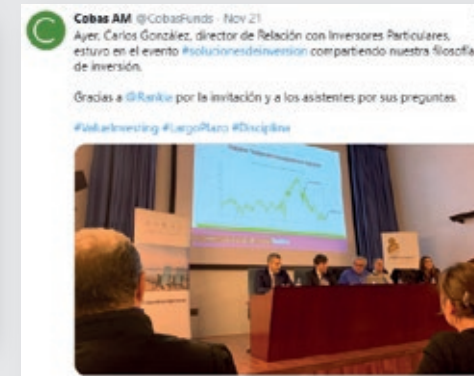 C
Cobas AM @CobasFunds · Nov 21
Ayer, Carlos González, director de Relación con Inversores Particulares,
estuvo en el evento #solucionesdeinversion compartiendo nuestra filosofía
de inversión.
Gracias a @Rankia por la invitación y a los asistentes por sus preguntas.
#ValueInvesting #LargoPlazo #Discipline